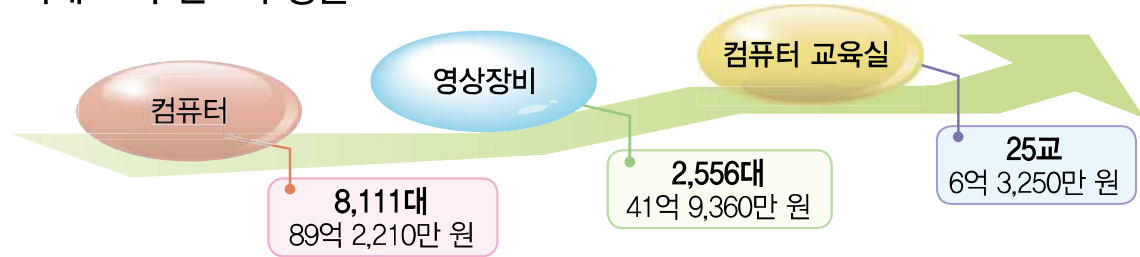 컴퓨터
8,111대
89억 2,210만 원
영상장비
2,556대
41억 9,360만 원
컴퓨터 교육실
25교
6억 3,250만 원